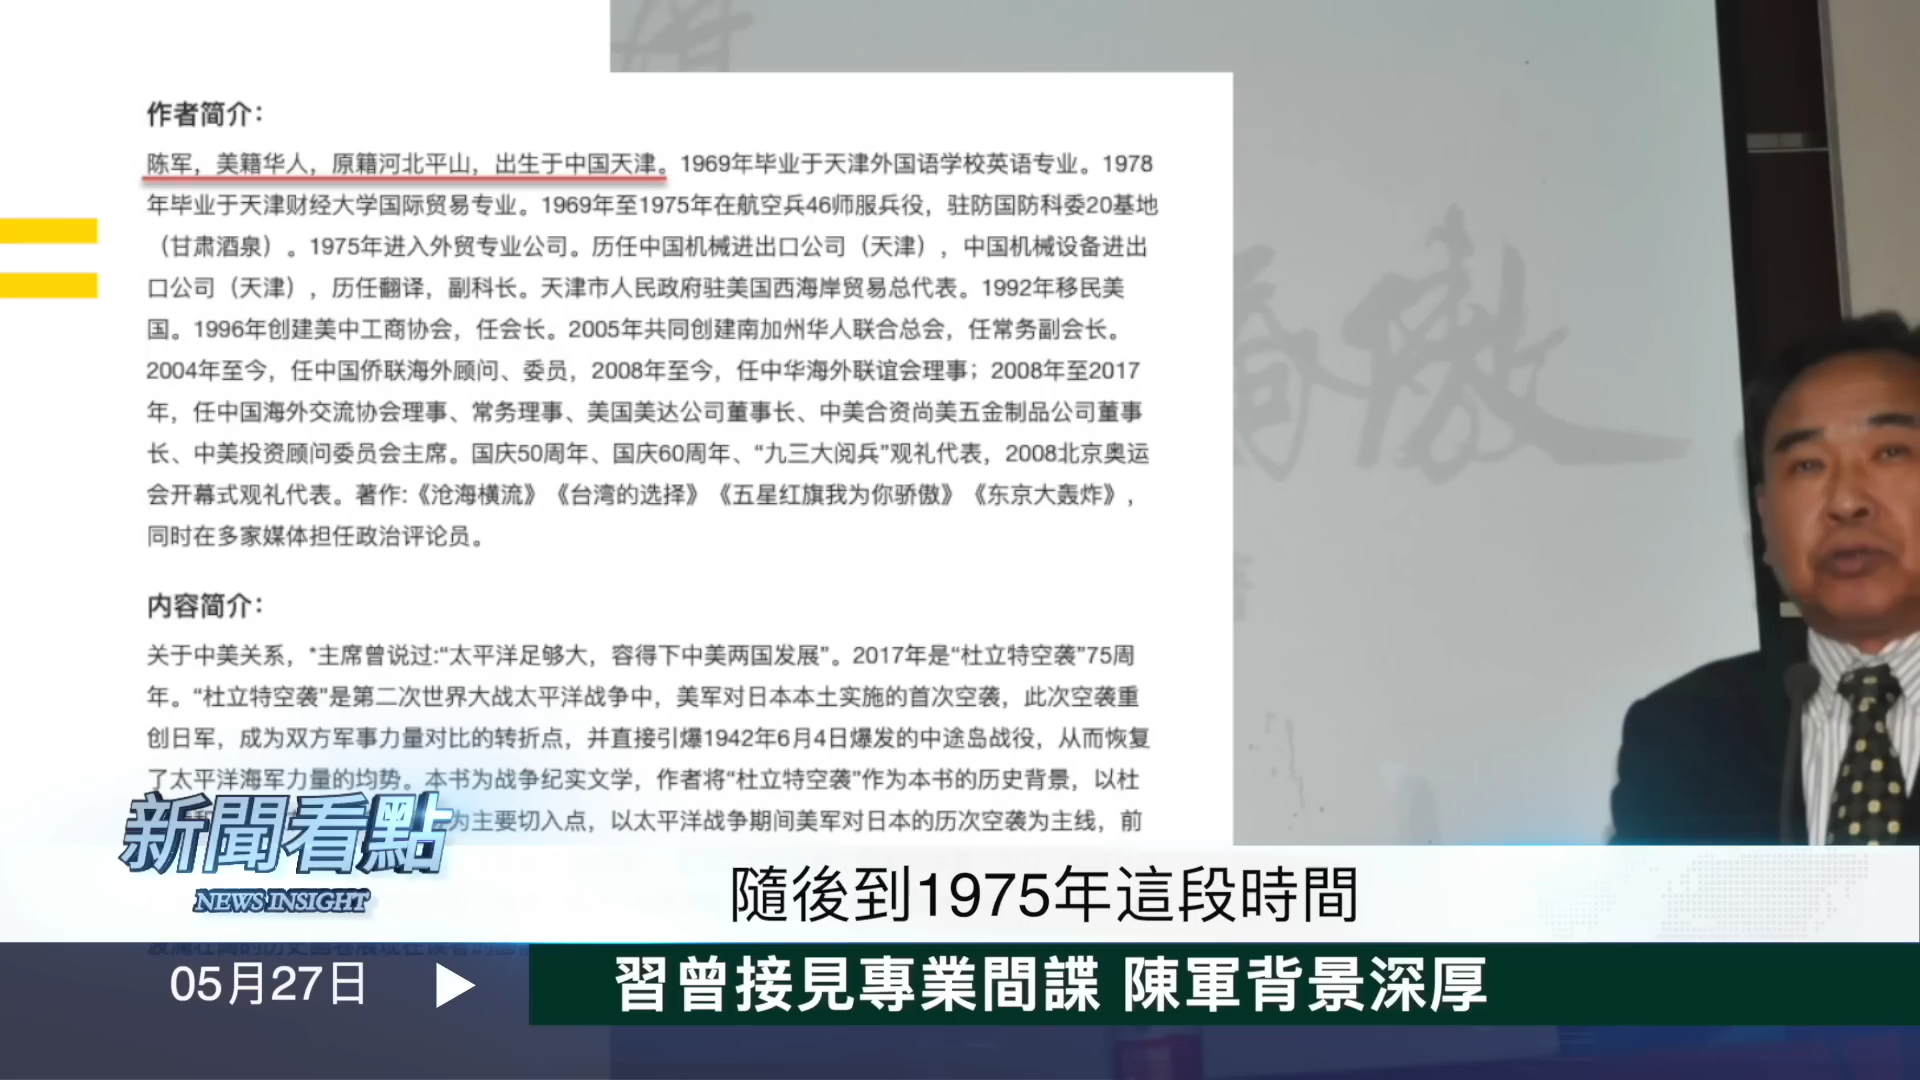 作者简介：
陈军，美籍华人，原籍河北平山，出生于中国天津。1969年毕业于天津外国语学校英语专业。1978
年毕业于天津财经大学国际贸易专业。1969年至1975年在航空兵46师服兵役，驻防国防科委20基地
（甘肃酒泉）。1975年进入外贸专业公司。历任中国机械进出口公司（天津），中国机械设备进出
口公司（天津），历任翻译，副科长。天津市人民政府驻美国西海岸贸易总代表。1992年移民美
国。1996年创建美中工商协会，任会长。2005年共同创建南加州华人联合总会，任常务副会长。
2004年至今，任中国侨联海外顾问、委员，2008年至今，任中华海外联谊会理事；2008年至2017
年，任中国海外交流协会理事、常务理事、美国美达公司董事长、中美合资尚美五金制品公司董事
长、中美投资顾问委员会主席。国庆50周年、国庆60周年、“九三大阅兵”观礼代表，2008北京奥运
会开幕式观礼代表。著作:《沧海横流》《台湾的选择》《五星红旗我为你骄傲》《东京大轰炸》，
同时在多家媒体担任政治评论员。
内容简介：
关于中美关系，*主席曾说过:“太平洋足够大，容得下中美两国发展”。2017年是“杜立特空袭”75周
年。“杜立特空袭”是第二次世界大战太平洋战争中，美军对日本本土实施的首次空袭，此次空袭重
创日军，成为双方军事力量对比的转折点，并直接引爆1942年6月4日爆发的中途岛战役，从而恢复
了太平洋海军力量的均势。本书为战争纪实文学，作者将“杜立特空袭”作为本书的历史背景，以杜
为主要切入点，以太平洋战争期间美军对日本的历次空袭为主线，前
骄傲
新聞看點
NEWS INSIGHT
隨後到1975年這段時間
05月27日
習曾接見專業間諜 陳軍背景深厚